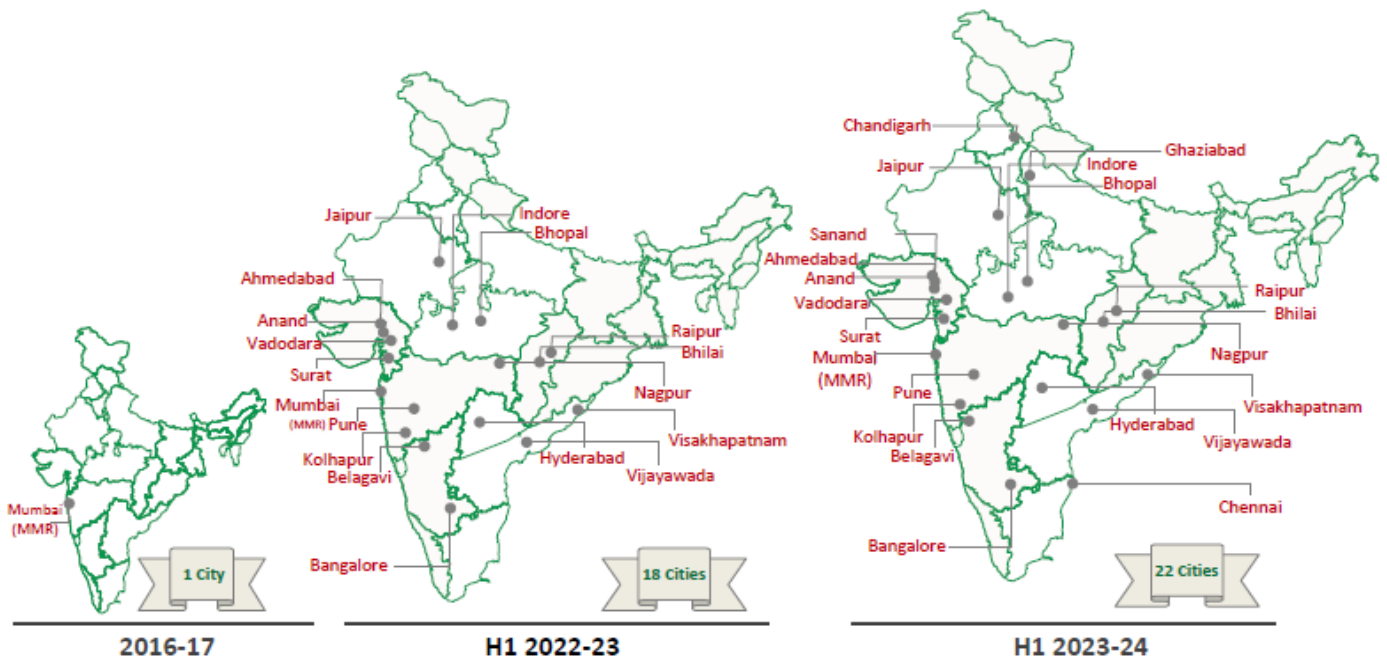 Mumbai
(MMR)
1 City
2016-17
Jaipur
Indore
Bhopal
Ahmedabad
Anand
Vadodara
Surat
Mumbai
(MMR) Pune
Kolhapur
Belagavi
Bangalore
Raipur
Bhilai
Nagpur
Visakhapatnam
Hyderabad
Vijayawada
18 Cities
H1 2022-23
Chandigarh
Jaipur
Ghaziabad
Indore
Bhopal
Sanand
Ahmedabad
Anand
Vadodara
Surat
Mumbai
(MMR)
Pune
Kolhapur
Belagavi
Bangalore
Raipur
Bhilai
Nagpur
Visakhapatnam
Hyderabad
Vijayawada
Chennai
22 Cities
H1 2023-24